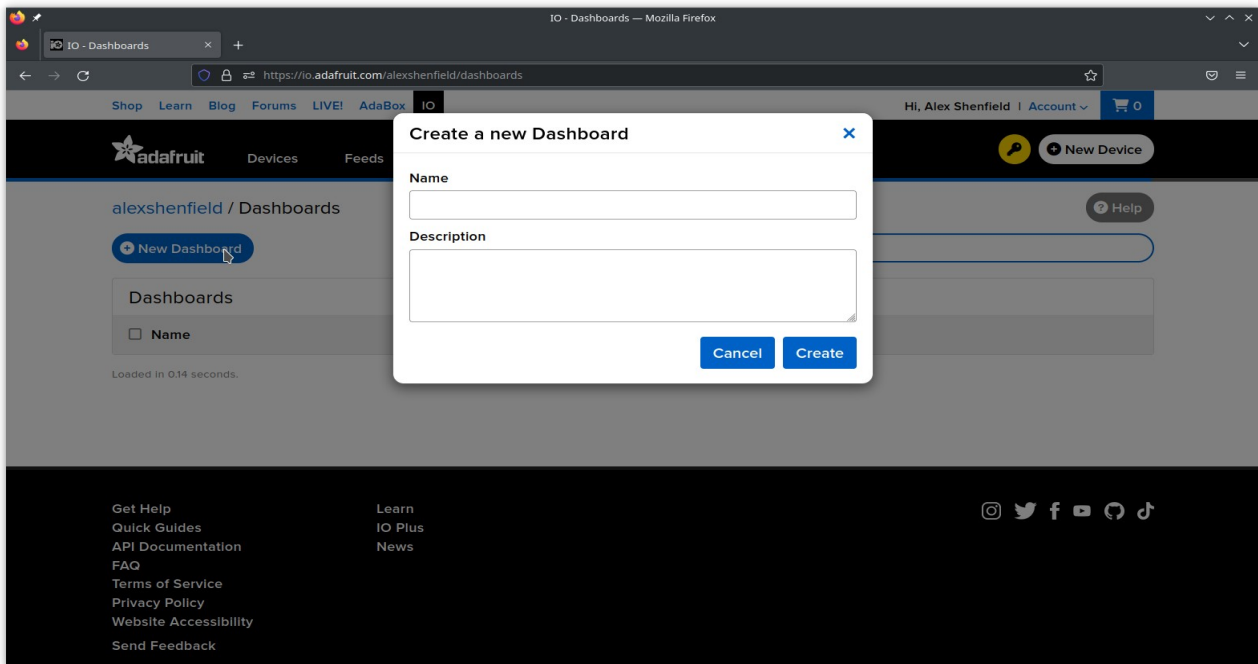 IO - Dashboards — Mozilla Firefox
IO - Dashboards
https://io.adafruit.com/alexshenfield/dashboards
Shop Learn Blog Forums LIVE! AdaBox IO Hi, Alex Shenfield | Account 0
adafruit Devices Feeds New Device
Create a new Dashboard
Name
Description
Cancel Create
alexshenfield / Dashboards Help
New Dashboard
Dashboards
Name
Loaded in 0.14 seconds.
Get Help
Quick Guides
API Documentation
FAQ
Terms of Service
Privacy Policy
Website Accessibility
Send Feedback
Learn
IO Plus
News